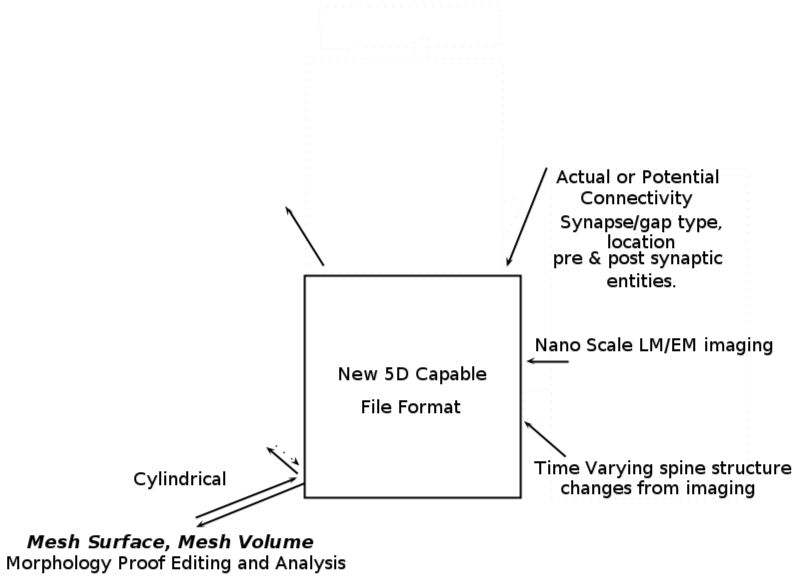 Actual or Potential
Connectivity
Synapse/gap type,
location
pre & post synaptic
entities.
Nano Scale LM/EM imaging
New 5D Capable
File Format
Time Varying spine structure
changes from imaging
Cylindrical
Mesh Surface, Mesh Volume
Morphology Proof Editing and Analysis